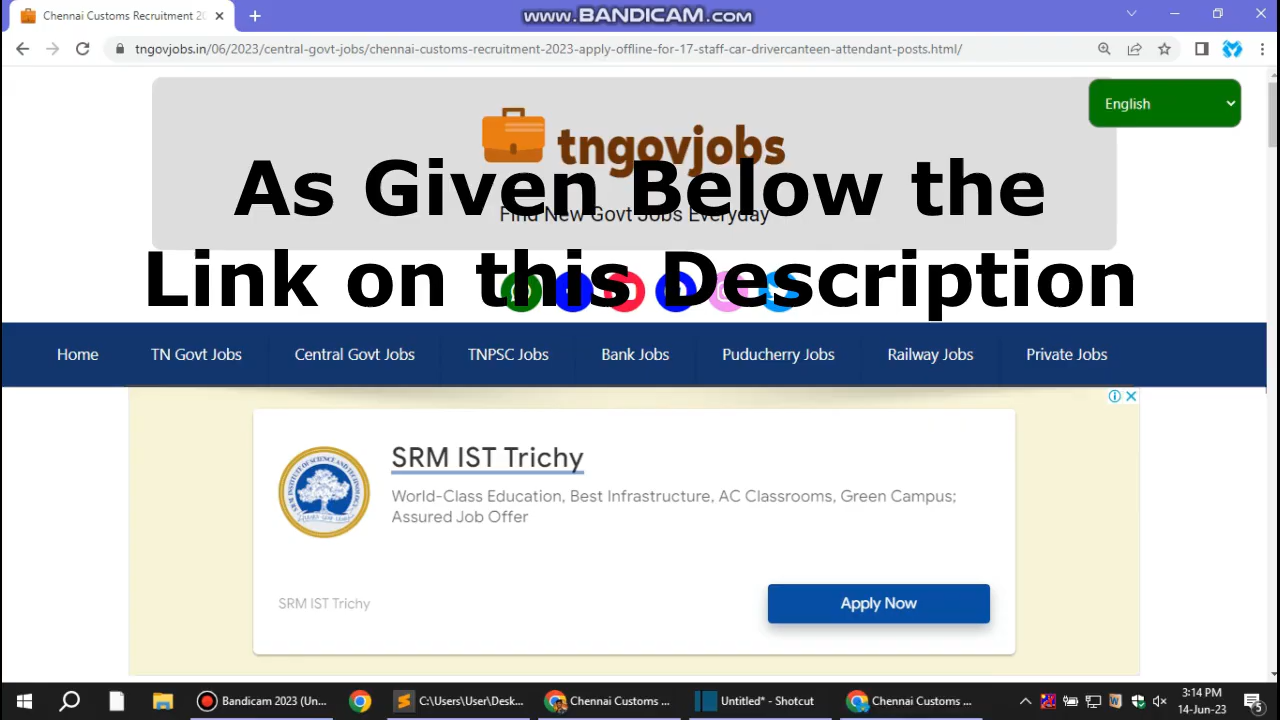 Chennai Customs Recruitment 20
www.BANDICAM.com
tngovjobs.in/06/2023/central-govt-jobs/chennai-customs-recruitment-2023-apply-offline-for-17-staff-car-drivercanteen-attendant-posts.html/
English
tngovjobs
As Given Below the
Find New Govt Jobs Everyday
Link on this Description
Home TN Govt Jobs Central Govt Jobs TNPSC Jobs Bank Jobs Puducherry Jobs Railway Jobs Private Jobs
SRM IST Trichy
World-Class Education, Best Infrastructure, AC Classrooms, Green Campus;
Assured Job Offer
SRM IST Trichy
Apply Now
Bandicam 2023 (Un... C:\Users\User\Desk... Chennai Customs ... Untitled* - Shotcut Chennai Customs ...
3:14 PM
14-Jun-23
5